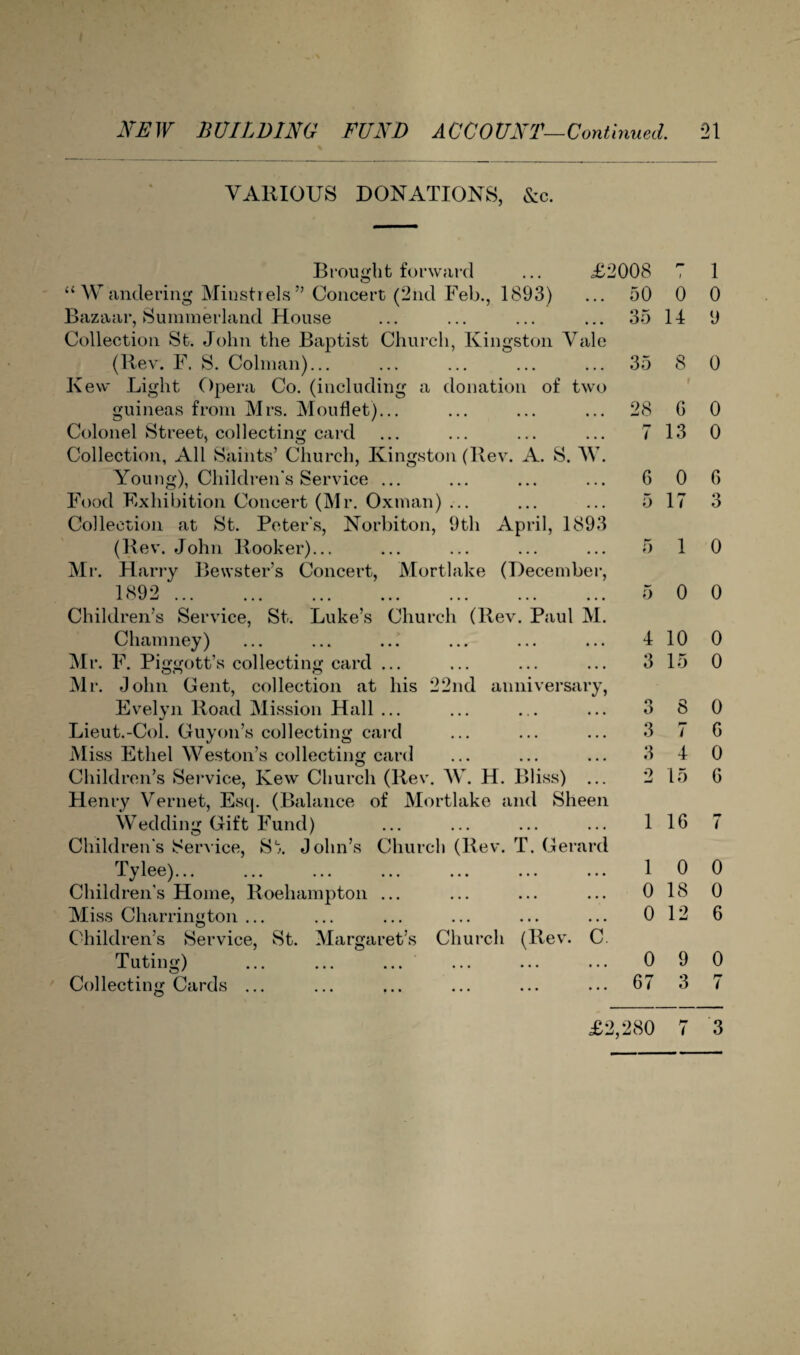 NEW BUILDING FUND ACCOUNT—Continued. 21
VARIOUS DONATIONS, &c.
Brought forward ... £2008 7 1
“Wandering Minstrels” Concert (2nd Feb., 1893) ... 50 0 0
Bazaar, Summerland House ... ... ... ... 35 14 9
Collection St. John the Baptist Church, Kingston Vale
(Rev. F. S. Colman)... ... ... ... ... 35 8 0
Kew Light Opera Co. (including a donation of two
guineas from Mrs. Mouflet)... ... ... ... 28 6 0
Colonel Street, collecting card ... ... ... ... 7 13 0
Collection, All Saints’ Church, Kingston (Rev. A. S. W.
Young), Children's Service ... ... ... ... 6 0 6
Food Exhibition Concert (Mr. Oxman) ... ... ... 5 17 3
Collection at St. Peter's, Norbiton, 9th April, 1893
(Rev. John Rooker)... ... ... ... ... 5 1 0
Mr. Harry Bewster’s Concert, Mortlake (December,
1892 ... ... ... ... ... ... ... 5 0 0
Children’s Service, St. Luke’s Church (Rev. Paul M.
Chamney) ... ... ... ... ... ... 4 10 0
Mr. F. Piggott’s collecting card ... ... ... ... 3 15 0
Mr. John Gent, collection at his 22nd anniversary,
Evelyn Road Mission Hall ... ... ... ... 3 8 0
Lieut.-Col. Guyon’s collecting card ... ... ... 3 7 6
Miss Ethel Weston’s collecting card ... ... ... 3 4 0
Children’s Service, Kew Church (Rev. W. H. Bliss) ... 2 15 6
Henry Vernet, Esq. (Balance of Mortlake and Sheen
Wedding Gift Fund) ... ... ... ... 1 16 7
Children's Service, St. John’s Church (Rev. T. Gerard
Tylee)... ... ... ... ... ... ... 1 0 0
Children's Home, Roehampton ... ... ... ... 0 18 0
Miss Charrington ... ... ... ... ... ... 0 12 6
Children’s Service, St. Margaret’s Church (Rev. C.
Tuting) ... ... ... ... ... ... 0 9 0
Collecting Cards ... ... ... ... ... ... 67 3 7
£2,280 7 3